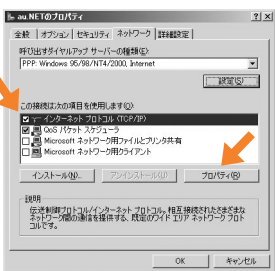 au.NETのプロパティ
全般 オプション セキュリティ ネットワーク 詳細設定
呼び出すダイヤルアップ サーバーの種類(E):
PPP: Windows 95/98/NT4/2000, Internet
設定(S)
この接続は次の項目を使用します(O):
インターネット プロトコル (TCP/IP)
QoS パケット スケジューラ
Microsoft ネットワーク用ファイルとプリンタ共有
Microsoft ネットワーク用クライアント
インストール(N)... アンインストール(U) プロパティ(R)
説明
伝送制御プロトコル/インターネット プロトコル。相互接続されたさまざまな
ネットワーク間の通信を提供する、既定のワイド エリア ネットワーク プロト
コルです。
OK キャンセル